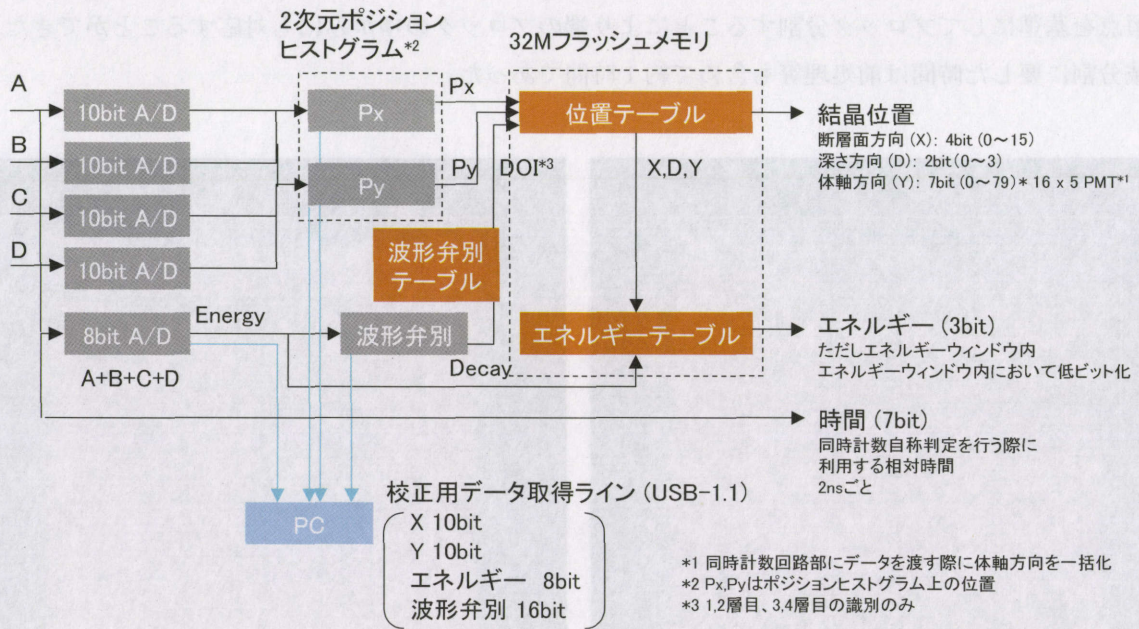 2次元ポジション
ヒストグラム*2
32Mフラッシュメモリ
A
10bit A/D
B
10bit A/D
C
10bit A/D
D
10bit A/D
8bit A/D
A+B+C+D
Energy
Px
Py
Px
Py
DOI*3
波形弁別
テーブル
波形弁別
Decay
位置テーブル
X,D,Y
エネルギーテーブル
結晶位置
断層面方向(X): 4bit (0〜15)
深さ方向(D): 2bit (0〜3)
体軸方向(Y): 7bit (0〜79)* 16 x 5 PMT*1
エネルギー (3bit)
ただしエネルギーウィンドウ内
エネルギーウィンドウ内において低ビット化
時間 (7bit)
同時計数自称判定を行う際に
利用する相対時間
2nsごと
PC
校正用データ取得ライン (USB-1.1)
X 10bit
Y 10bit
エネルギー 8bit
波形弁別 16bit
*1 同時計数回路部にデータを渡す際に体軸方向を一括化
*2 Px,Pyはポジションヒストグラム上の位置
*3 1,2層目、3,4層目の識別のみ